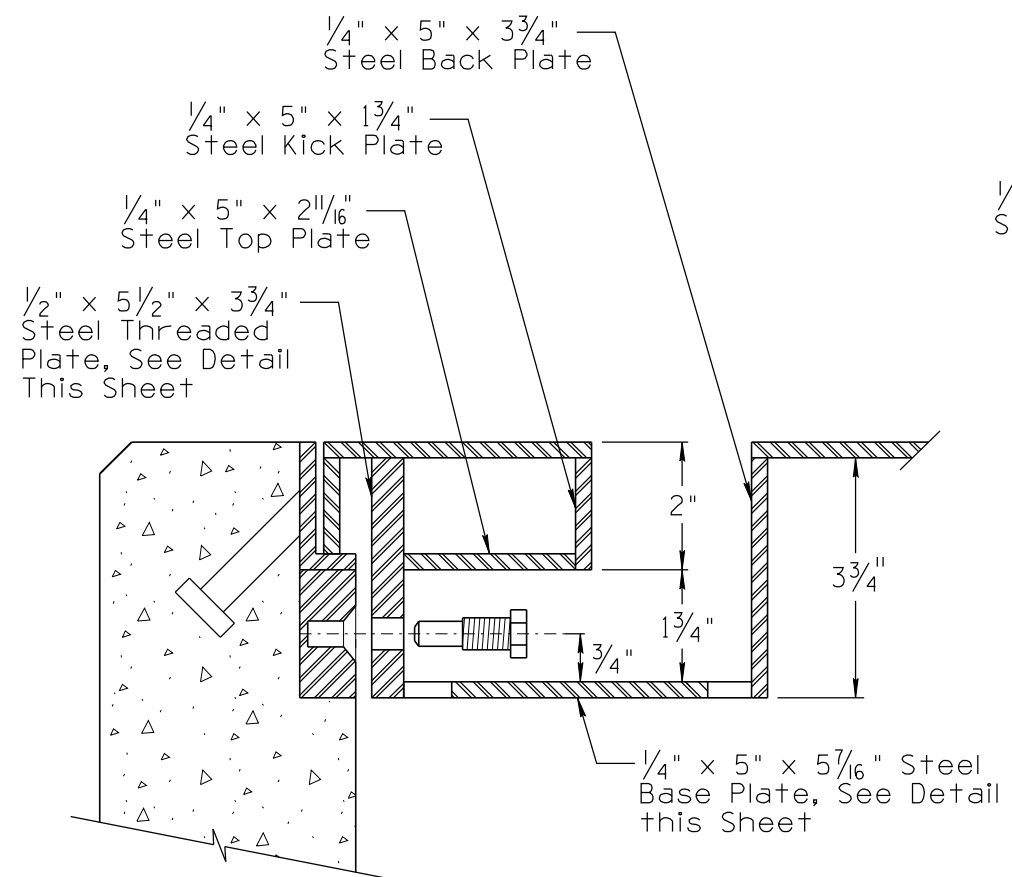 1/4" x 5" x 3 3/4"
Steel Back Plate
1/4" x 5" x 1 3/4"
Steel Kick Plate
1/4" x 5" x 2 11/16"
Steel Top Plate
1/2" x 5 1/2" x 3 3/4"
Steel Threaded
Plate, See Detail
This Sheet
1/
S
2"
3 3/4"
1 3/4"
3/4"
1/4" x 5" x 5 7/16" Steel
Base Plate, See Detail
this Sheet